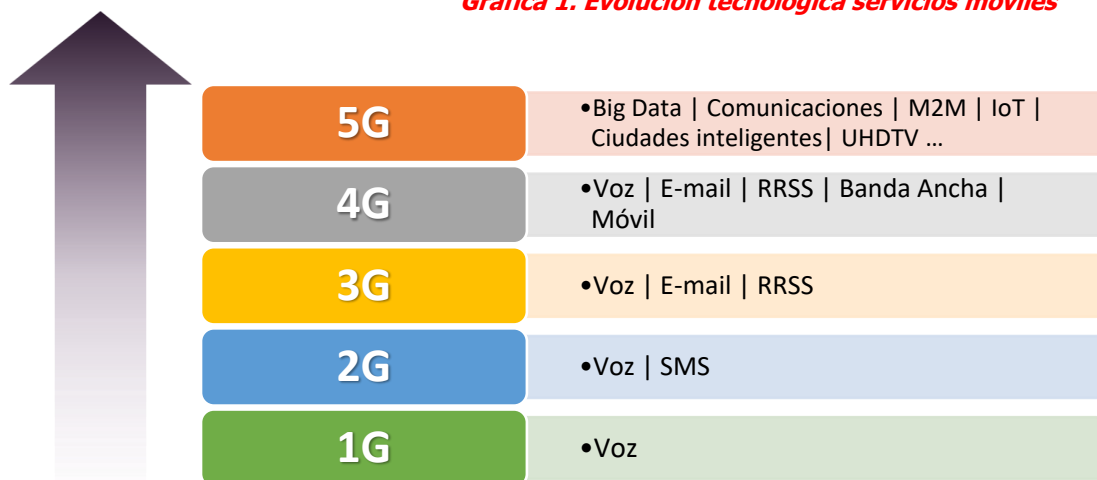 Gráfica 1. Evolución tecnológica servicios móviles
5G
•Big Data | Comunicaciones | M2M | IoT |
Ciudades inteligentes| UHDTV …
4G
•Voz | E-mail | RRSS | Banda Ancha |
Móvil
3G
•Voz | E-mail | RRSS
2G
•Voz | SMS
1G
•Voz